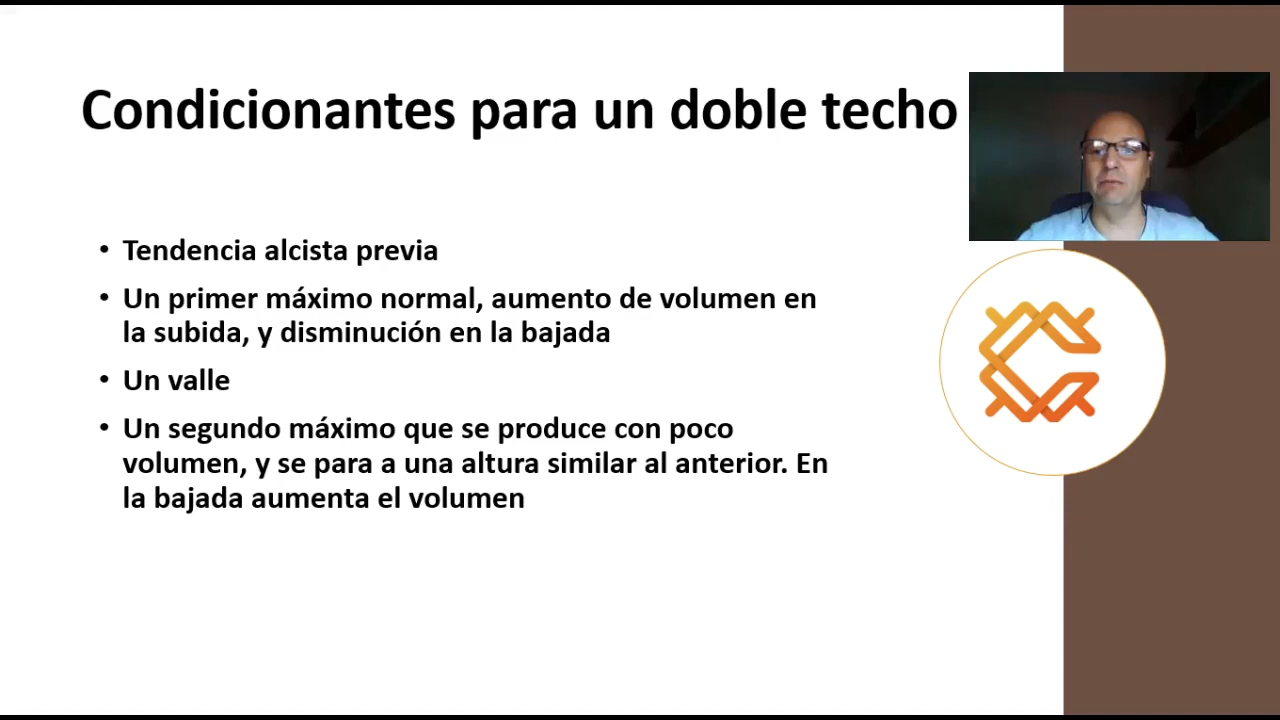 Condicionantes para un doble techo
• Tendencia alcista previa
• Un primer máximo normal, aumento de volumen en
la subida, y disminución en la bajada
• Un valle
• Un segundo máximo que se produce con poco
volumen, y se para a una altura similar al anterior. En
la bajada aumenta el volumen